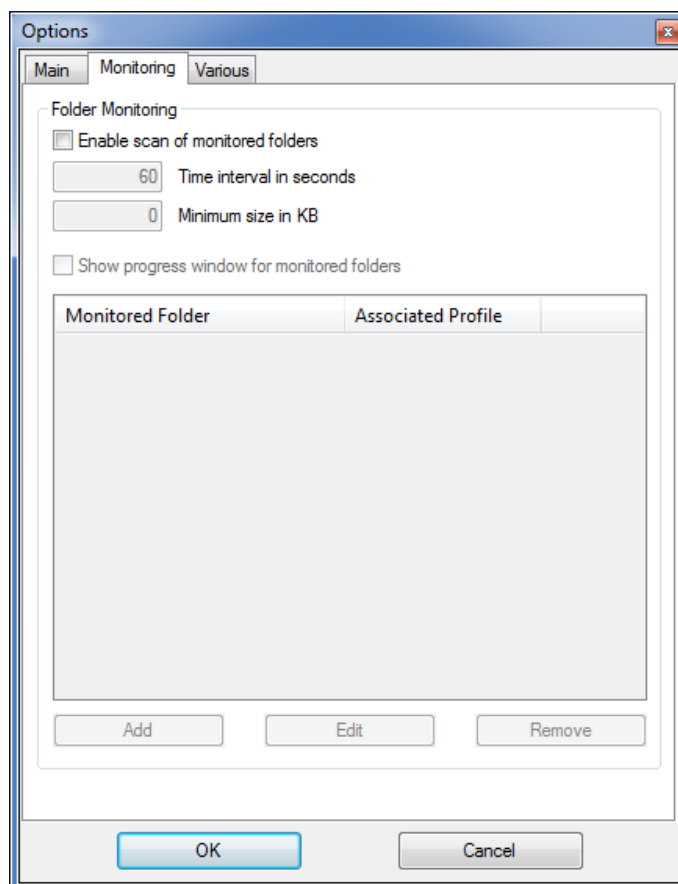 Options
Main Monitoring Various
Folder Monitoring
Enable scan of monitored folders
60 Time interval in seconds
0 Minimum size in KB
Show progress window for monitored folders
Monitored Folder Associated Profile
Add Edit Remove
OK Cancel